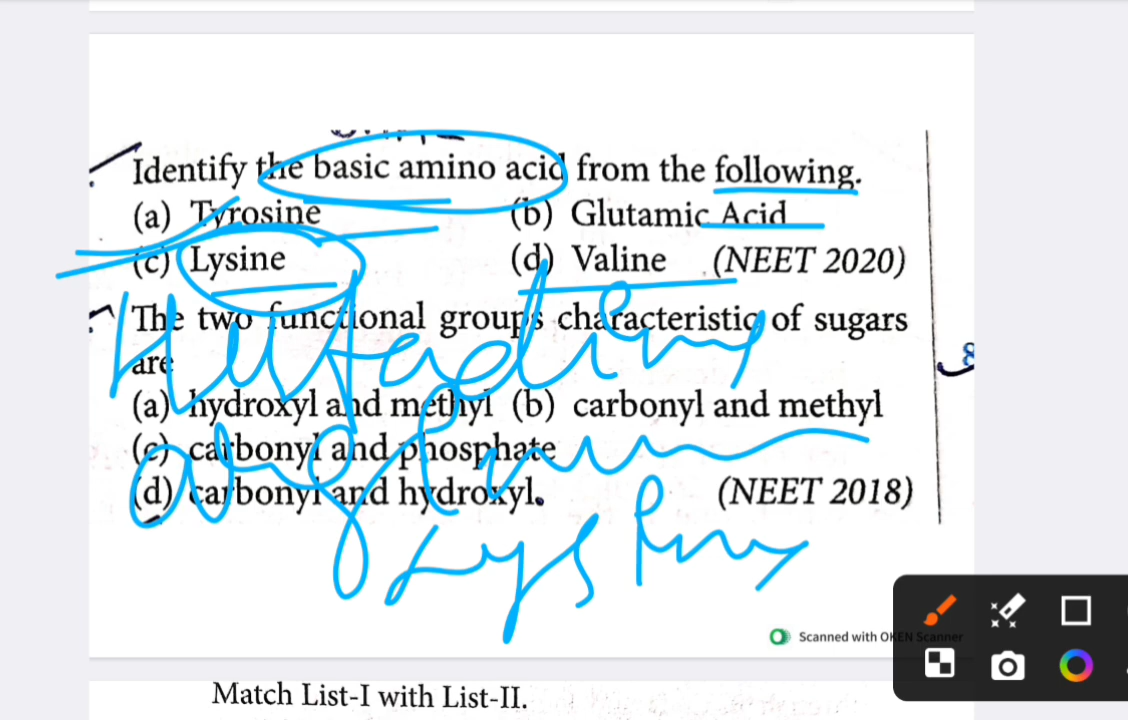 Identify the basic amino acid from the following.
(a) Tyrosine (b) Glutamic Acid
(c) Lysine (d) Valine (NEET 2020)
The two functional groups characteristic of sugars
are
(a) hydroxyl and methyl (b) carbonyl and methyl
(c) carbonyl and phosphate
(d) carbonyl and hydroxyl.
(NEET 2018)
8
Scanned with OKEN Scanner
Match List-I with List-II.